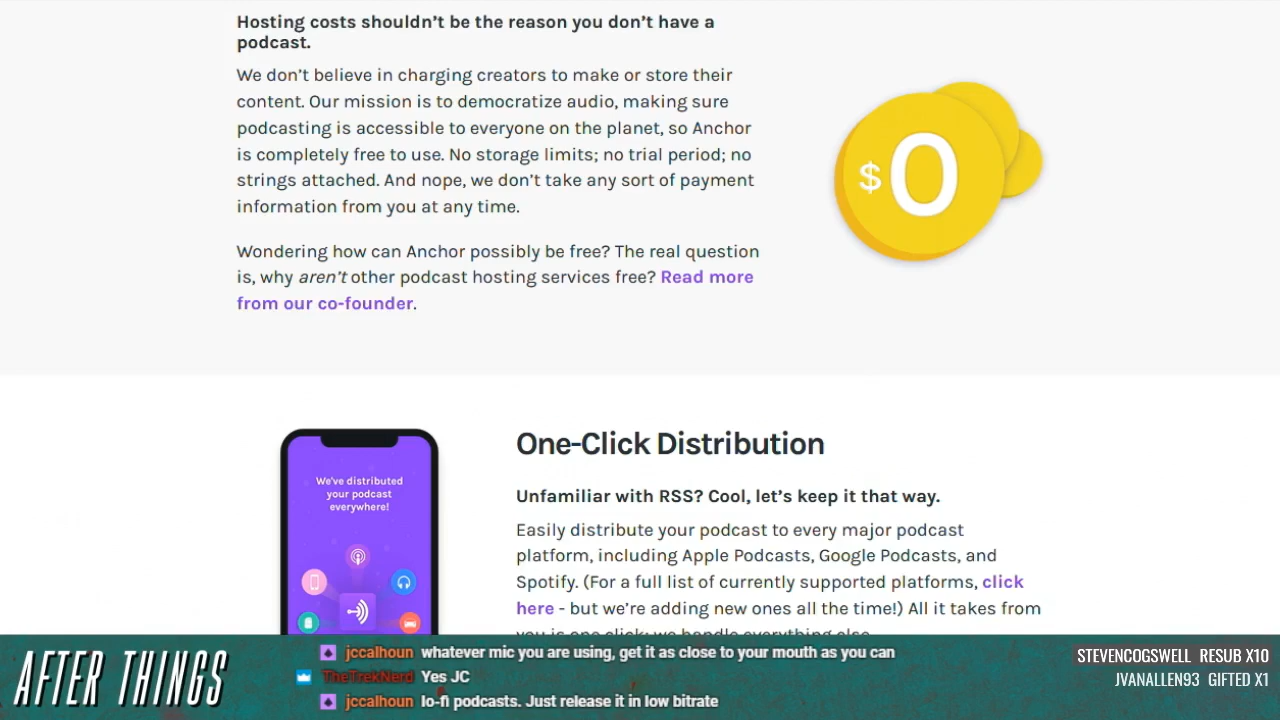 Hosting costs shouldn't be the reason you don't have a
podcast.
We don't believe in charging creators to make or store their
content. Our mission is to democratize audio, making sure
podcasting is accessible to everyone on the planet, so Anchor
is completely free to use. No storage limits; no trial period; no
strings attached. And nope, we don't take any sort of payment
information from you at any time.
Wondering how can Anchor possibly be free? The real question
is, why aren't other podcast hosting services free? Read more
from our co-founder.
$0
We've distributed
your podcast
everywhere!
One-Click Distribution
Unfamiliar with RSS? Cool, let's keep it that way.
Easily distribute your podcast to every major podcast
platform, including Apple Podcasts, Google Podcasts, and
Spotify. (For a full list of currently supported platforms, click
here - but we're adding new ones all the time!) All it takes from
you is one click; we handle everything else.
AFTER THINGS
jccalhoun whatever mic you are using, get it as close to your mouth as you can
TheTrekNerd Yes JC
jccalhoun lo-fi podcasts. Just release it in low bitrate
STEVENCOGSWELL RESUB X10
JVANALLEN93 GIFTED X1